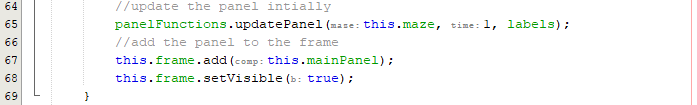 64 //update the panel intially
65 panelFunctions.updatePanel(maze: this.maze, time: 1, labels);
66 //add the panel to the frame
67 this.frame.add(comp: this.mainPanel);
68 this.frame.setVisible(b: true);
69 }